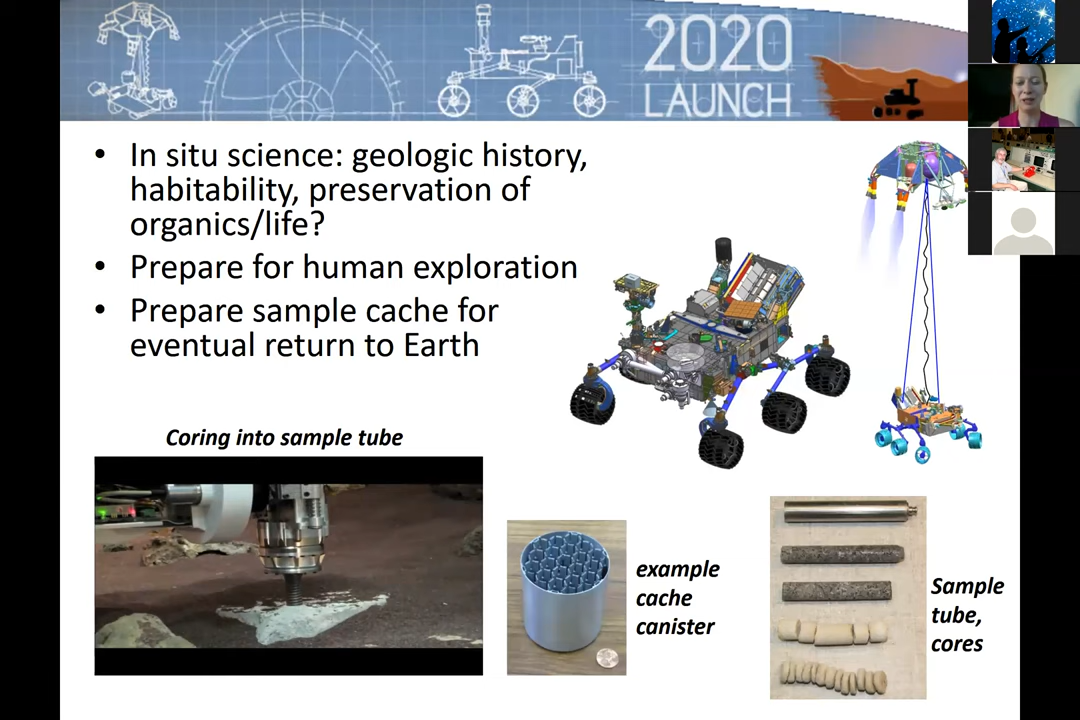 2020
LAUNCH
• In situ science: geologic history,
habitability, preservation of
organics/life?
• Prepare for human exploration
• Prepare sample cache for
eventual return to Earth
Coring into sample tube
example
cache
canister
Sample
tube,
cores